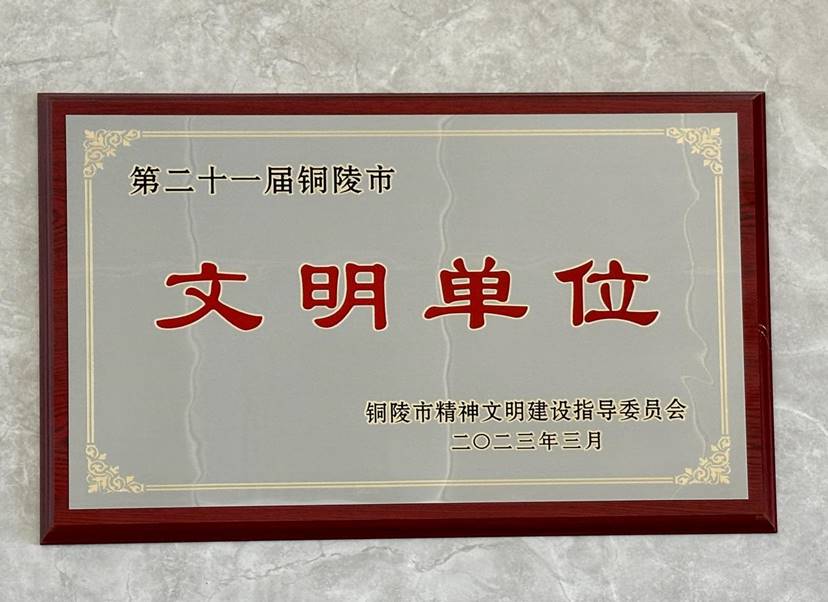 第二十一届铜陵市
文明单位
铜陵市精神文明建设指导委员会
二〇二三年三月